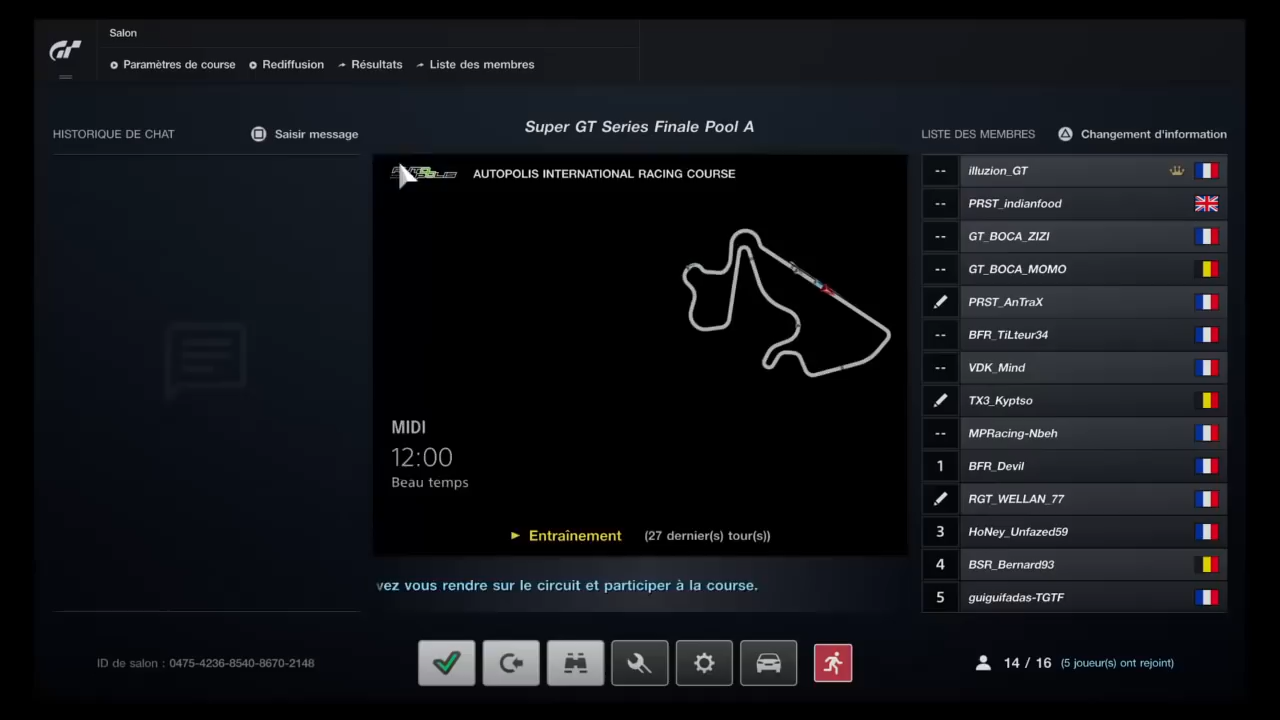 Salon
Paramètres de course
Rediffusion
Résultats
Liste des membres
HISTORIQUE DE CHAT
Saisir message
Super GT Series Finale Pool A
LISTE DES MEMBRES
Changement d'information
AUTOPOLIS INTERNATIONAL RACING COURSE
-- illuzion_GT
-- PRST_indianfood
-- GT_BOCA_ZIZI
-- GT_BOCA_MOMO
PRST_AnTraX
-- BFR_TiLteur34
-- VDK_Mind
TX3_Kyptso
-- MPRacing-Nbeh
1 BFR_Devil
RGT_WELLAN_77
3 HoNey_Unfazed59
4 BSR_Bernard93
5 guiguifadas-TGTF
MIDI
12:00
Beau temps
Entraînement (27 dernier(s) tour(s))
vez vous rendre sur le circuit et participer à la course.
ID de salon : 0475-4236-8540-8670-2148
14 / 16 (5 joueur(s) ont rejoint)